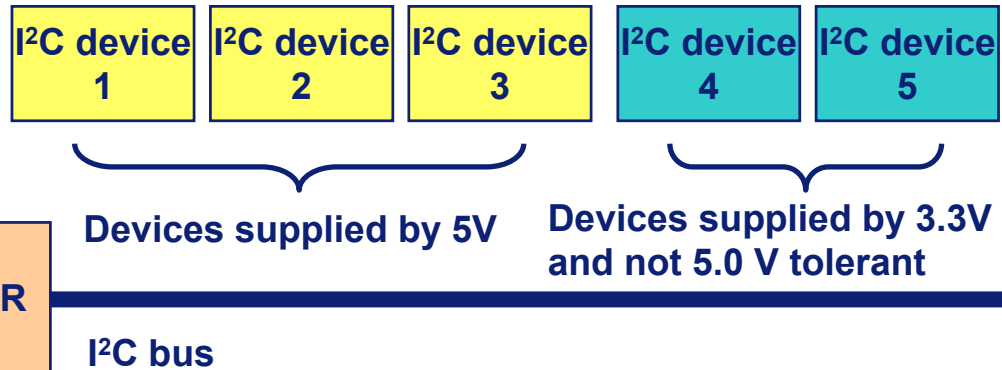 I²C device
1
I²C device
2
I²C device
3
I²C device
4
I²C device
5
Devices supplied by 5V
Devices supplied by 3.3V
and not 5.0 V tolerant
R
I²C bus